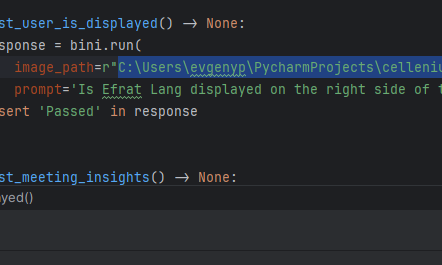 st_user_is_displayed() → None:
sponse = bini.run(
image_path=r"C:\Users\evgenyp\PycharmProjects\celleniu
prompt='Is Efrat Lang displayed on the right side of t
sert 'Passed' in response
st_meeting_insights() → None:
ayed()